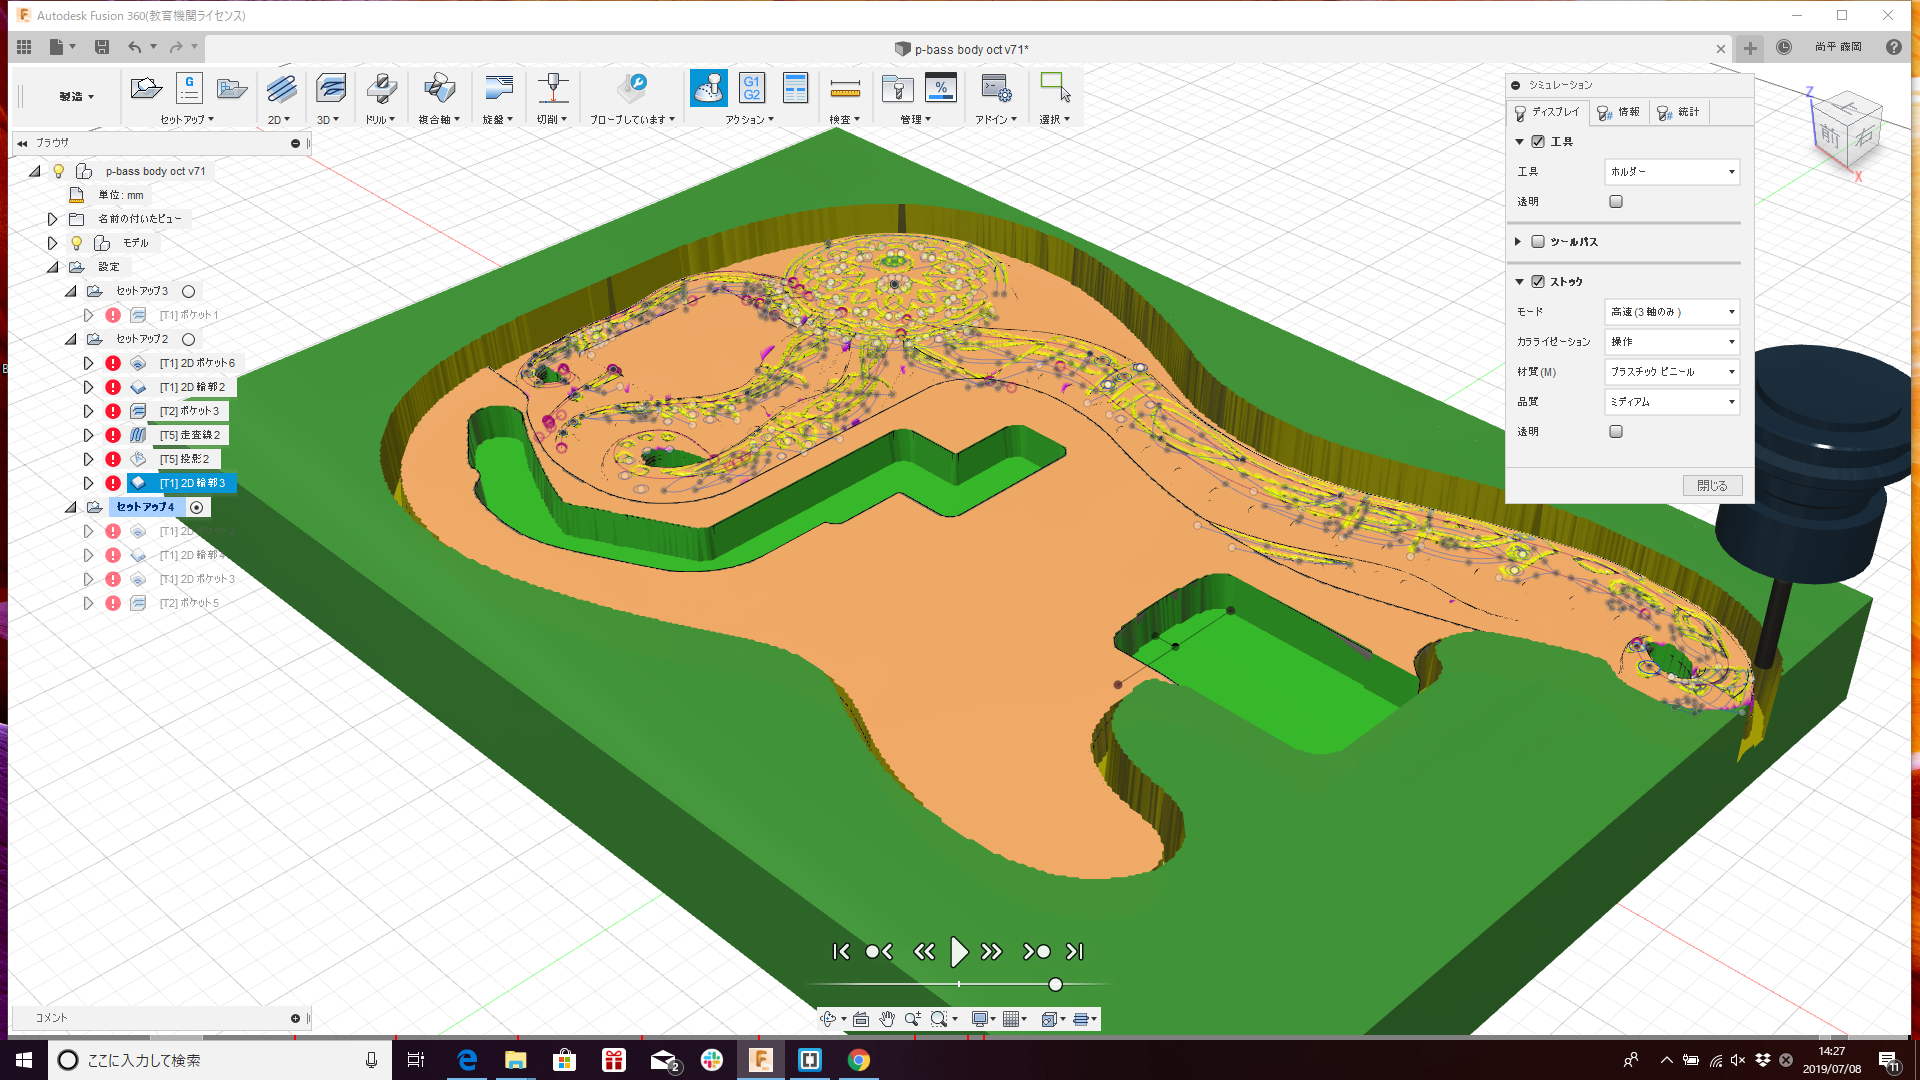 Autodesk Fusion 360(教育機関ライセンス)
p-bass body oct v71*
尚平 藤岡
製造
G
G1
G2
%
セットアップ
2D
3D
ドリル
複合軸
旋盤
切削
プローブしています
アクション
検査
管理
アドイン
選択
ブラウザ
p-bass body oct v71
単位: mm
名前の付いたビュー
モデル
設定
セットアップ3
[T1] ポケット1
セットアップ2
[T1] 2D ポケット6
[T1] 2D 輪郭2
[T2] ポケット3
[T5] 走査線2
[T5] 投影2
[T1] 2D 輪郭3
セットアップ4
[T1] 2D ポケット2
[T1] 2D 輪郭4
[T1] 2D ポケット3
[T2] ポケット5
シミュレーション
ディスプレイ
情報
統計
工具
工具
ホルダー
透明
ツールパス
ストック
モード
高速 (3 軸のみ)
カラライゼーション
操作
材質(M)
プラスチック ビニール
品質
ミディアム
透明
閉じる
Z
上
前
右
X
コメント
ここに入力して検索
2
14:27
2019/07/08
11